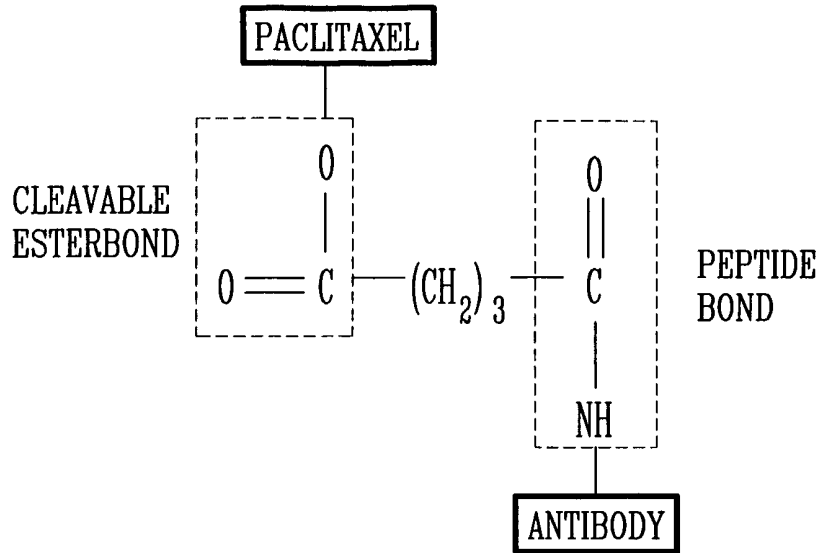 PACLITAXEL
CLEAVABLE
ESTERBOND
O
O
C
(CH2)3
O
C
NH
PEPTIDE
BOND
ANTIBODY